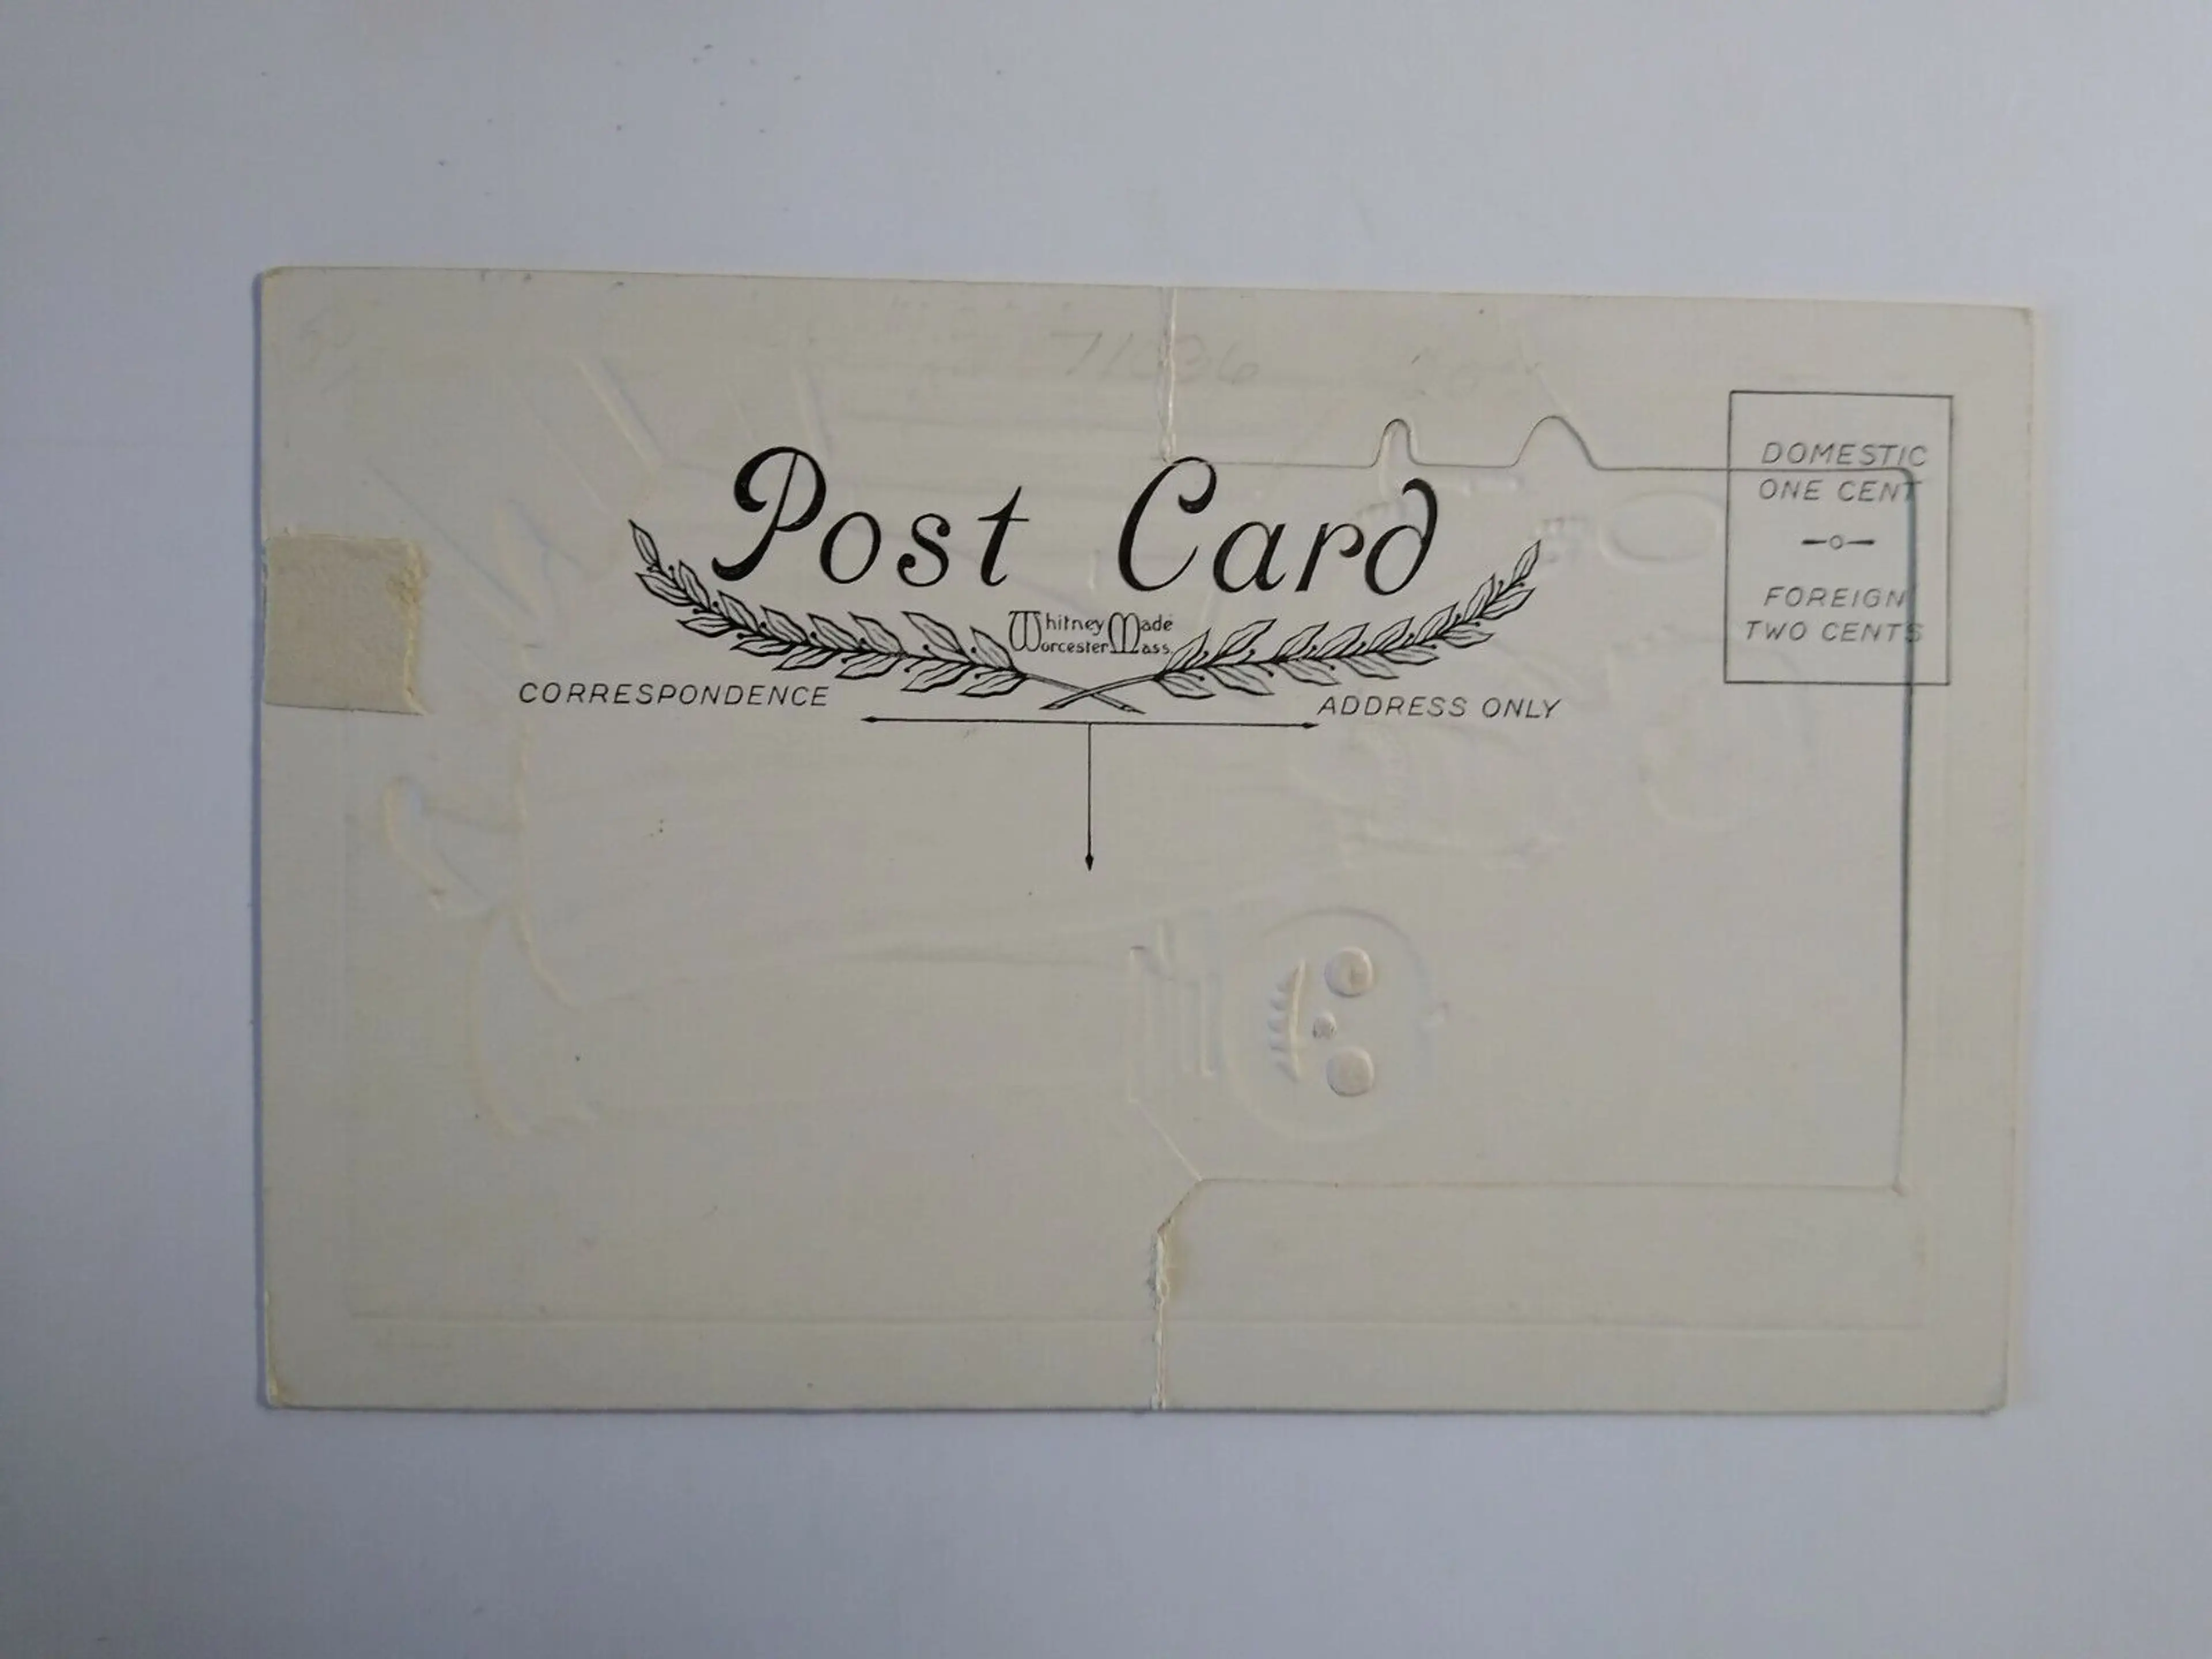 Post Card
Whitney Made
Worcester Mass.
CORRESPONDENCE
ADDRESS ONLY
DOMESTIC
ONE CENT
FOREIGN
TWO CENTS